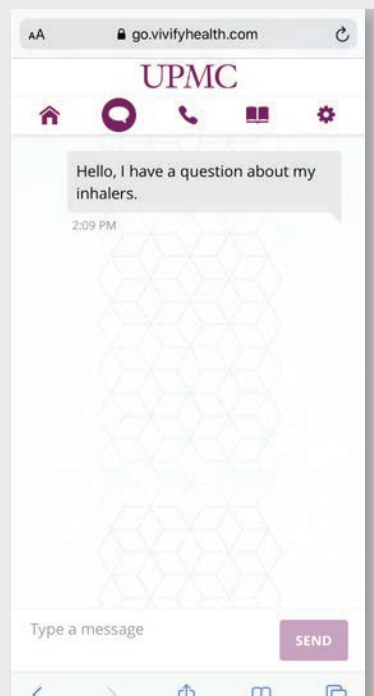 AA go.vivifyhealth.com
UPMC
Hello, I have a question about my
inhalers.
2:09 PM
Type a message
SEND